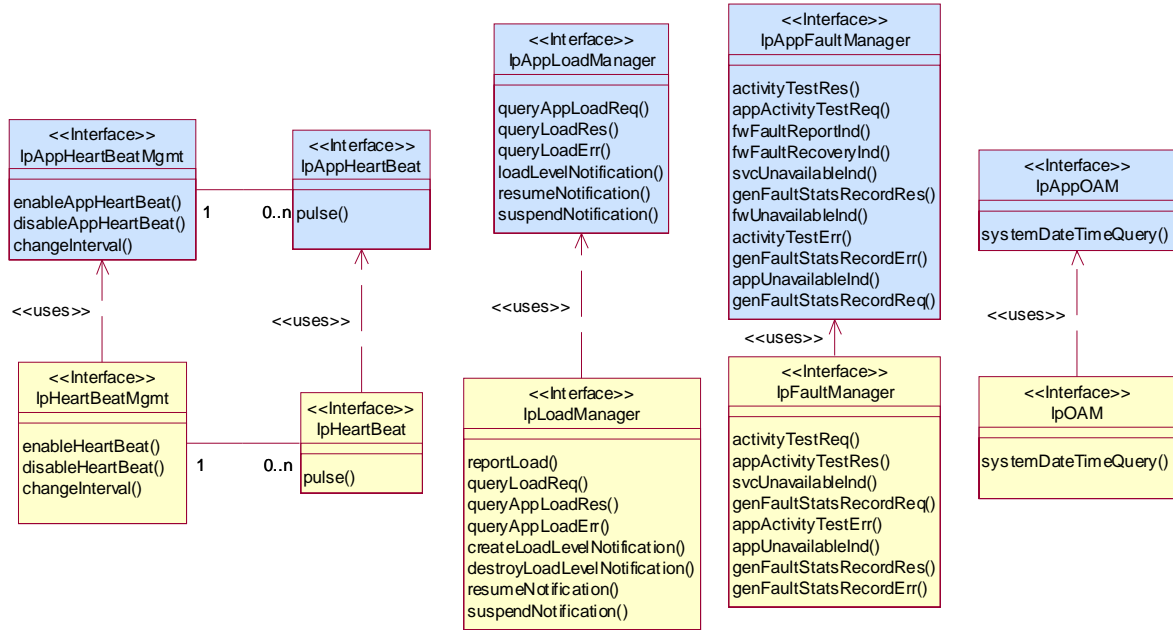 <<Interface>>
IpAppHeartBeatMgmt
enableAppHeartBeat()
disableAppHeartBeat()
changeInterval()
1
0..n
<<Interface>>
IpAppHeartBeat
pulse()
<<Interface>>
IpAppLoadManager
queryAppLoadReq()
queryLoadRes()
queryLoadErr()
loadLevelNotification()
resumeNotification()
suspendNotification()
<<Interface>>
IpAppFaultManager
activityTestRes()
appActivityTestReq()
fwFaultReportInd()
fwFaultRecoveryInd()
svcUnavailableInd()
genFaultStatsRecordRes()
fwUnavailableInd()
activityTestErr()
genFaultStatsRecordErr()
appUnavailableInd()
genFaultStatsRecordReq()
<<Interface>>
IpAppOAM
systemDateTimeQuery()
<<uses>>
<<uses>>
<<uses>>
<<uses>>
<<uses>>
<<Interface>>
IpHeartBeatMgmt
enableHeartBeat()
disableHeartBeat()
changeInterval()
1
0..n
<<Interface>>
IpHeartBeat
pulse()
<<Interface>>
IpLoadManager
reportLoad()
queryLoadReq()
queryAppLoadRes()
queryAppLoadErr()
createLoadLevelNotification()
destroyLoadLevelNotification()
resumeNotification()
suspendNotification()
<<Interface>>
IpFaultManager
activityTestReq()
appActivityTestRes()
svcUnavailableInd()
genFaultStatsRecordReq()
appActivityTestErr()
appUnavailableInd()
genFaultStatsRecordRes()
genFaultStatsRecordErr()
<<Interface>>
IpOAM
systemDateTimeQuery()